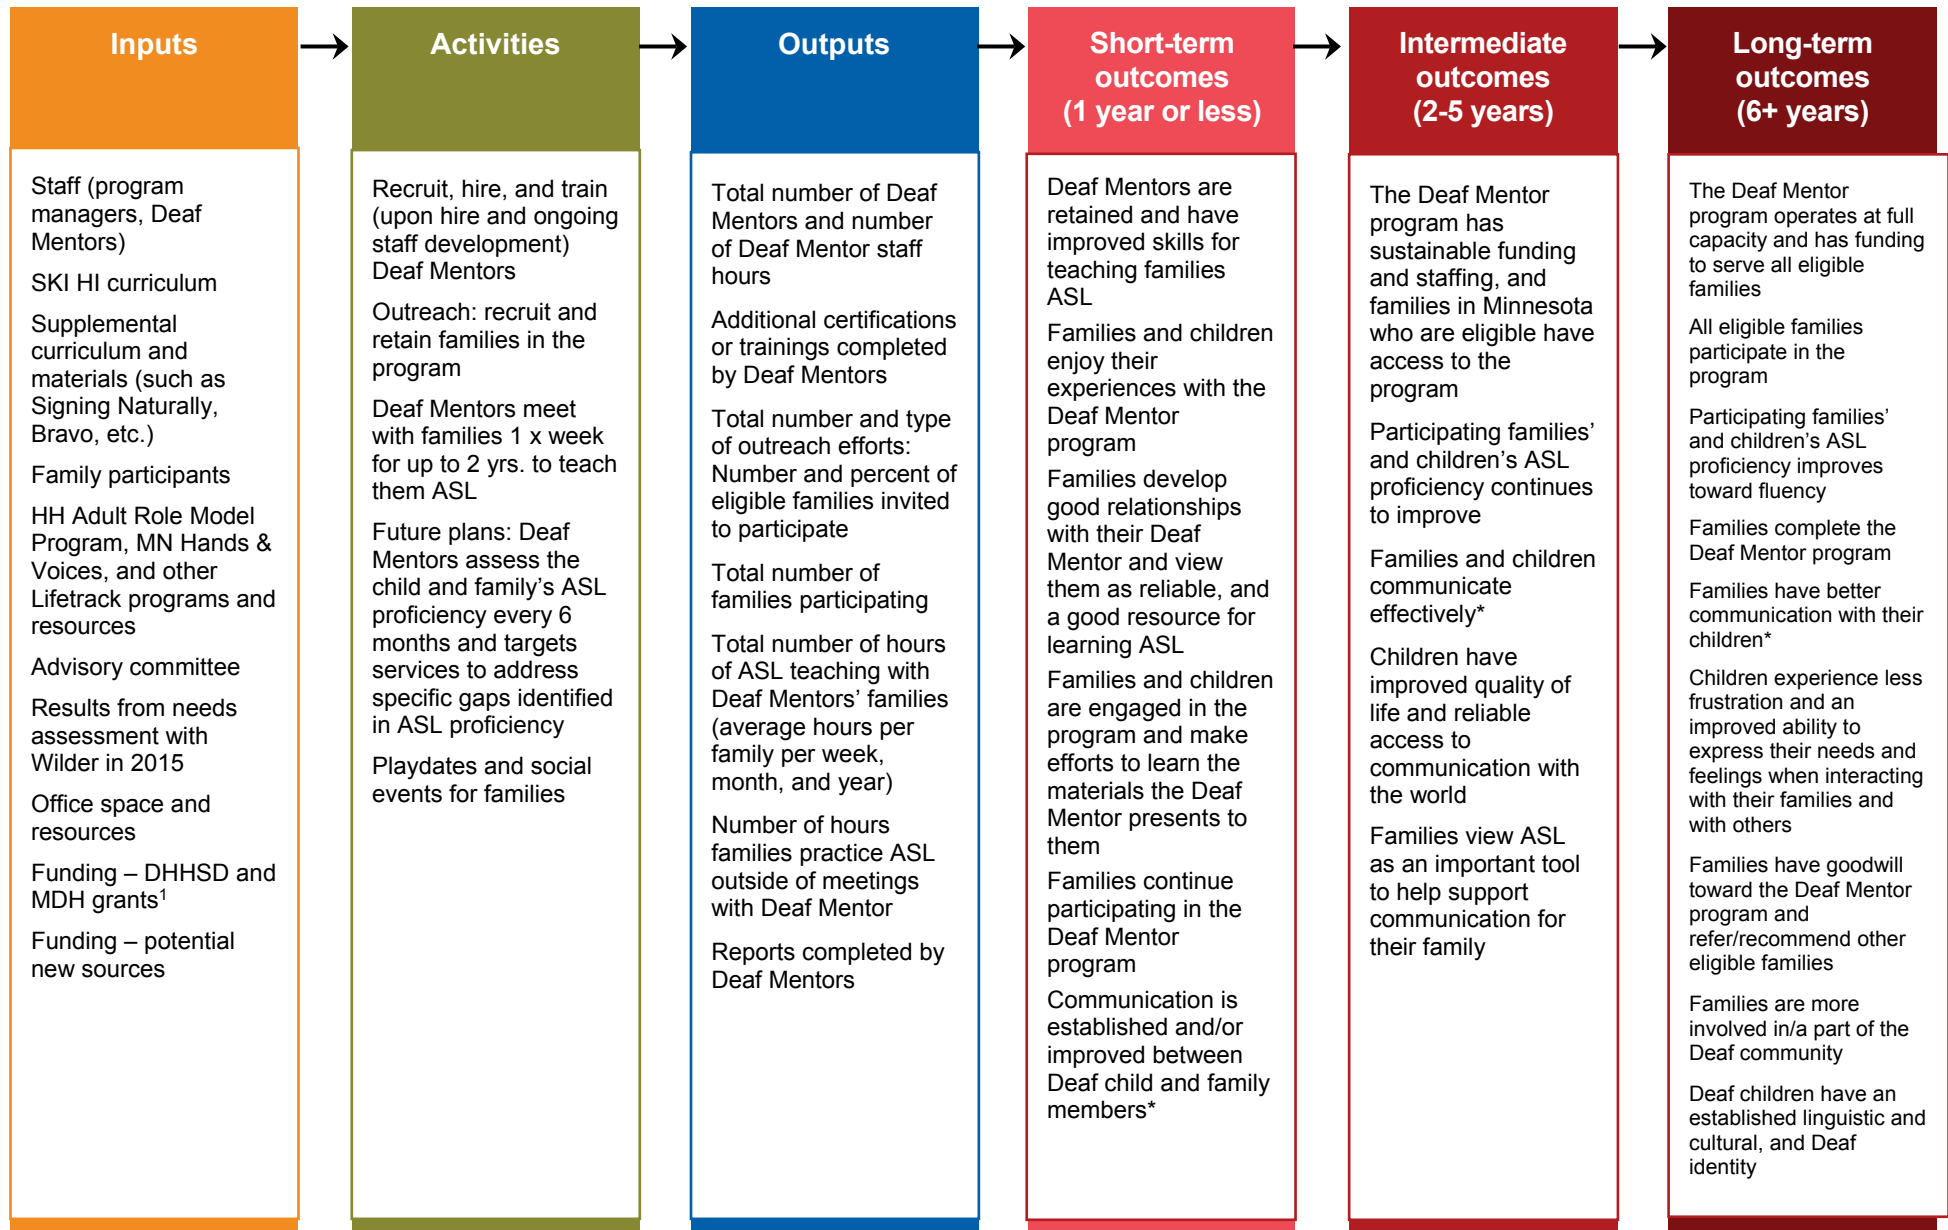 Inputs
Staff (program
managers, Deaf
Mentors)
SKI HI curriculum
Supplemental
curriculum and
materials (such as
Signing Naturally,
Bravo, etc.)
Family participants
HH Adult Role Model
Program, MN Hands &
Voices, and other
Lifetrack programs and
resources
Advisory committee
Results from needs
assessment with
Wilder in 2015
Office space and
resources
Funding – DHHSD and
MDH grants¹
Funding – potential
new sources
Activities
Recruit, hire, and train
(upon hire and ongoing
staff development)
Deaf Mentors
Outreach: recruit and
retain families in the
program
Deaf Mentors meet
with families 1 x week
for up to 2 yrs. to teach
them ASL
Future plans: Deaf
Mentors assess the
child and family’s ASL
proficiency every 6
months and targets
services to address
specific gaps identified
in ASL proficiency
Playdates and social
events for families
Outputs
Total number of Deaf
Mentors and number
of Deaf Mentor staff
hours
Additional certifications
or trainings completed
by Deaf Mentors
Total number and type
of outreach efforts:
Number and percent of
eligible families invited
to participate
Total number of
families participating
Total number of hours
of ASL teaching with
Deaf Mentors’ families
(average hours per
family per week,
month, and year)
Number of hours
families practice ASL
outside of meetings
with Deaf Mentor
Reports completed by
Deaf Mentors
Short-term
outcomes
(1 year or less)
Deaf Mentors are
retained and have
improved skills for
teaching families
ASL
Families and children
enjoy their
experiences with the
Deaf Mentor
program
Families develop
good relationships
with their Deaf
Mentor and view
them as reliable, and
a good resource for
learning ASL
Families and children
are engaged in the
program and make
efforts to learn the
materials the Deaf
Mentor presents to
them
Families continue
participating in the
Deaf Mentor
program
Communication is
established and/or
improved between
Deaf child and family
members*
Intermediate
outcomes
(2-5 years)
The Deaf Mentor
program has
sustainable funding
and staffing, and
families in Minnesota
who are eligible have
access to the
program
Participating families’
and children’s ASL
proficiency continues
to improve
Families and children
communicate
effectively*
Children have
improved quality of
life and reliable
access to
communication with
the world
Families view ASL
as an important tool
to help support
communication for
their family
Long-term
outcomes
(6+ years)
The Deaf Mentor
program operates at full
capacity and has funding
to serve all eligible
families
All eligible families
participate in the
program
Participating families’
and children’s ASL
proficiency improves
toward fluency
Families complete the
Deaf Mentor program
Families have better
communication with their
children*
Children experience less
frustration and an
improved ability to
express their needs and
feelings when interacting
with their families and
with others
Families have goodwill
toward the Deaf Mentor
program and
refer/recommend other
eligible families
Families are more
involved in/a part of the
Deaf community
Deaf children have an
established linguistic and
cultural, and Deaf
identity